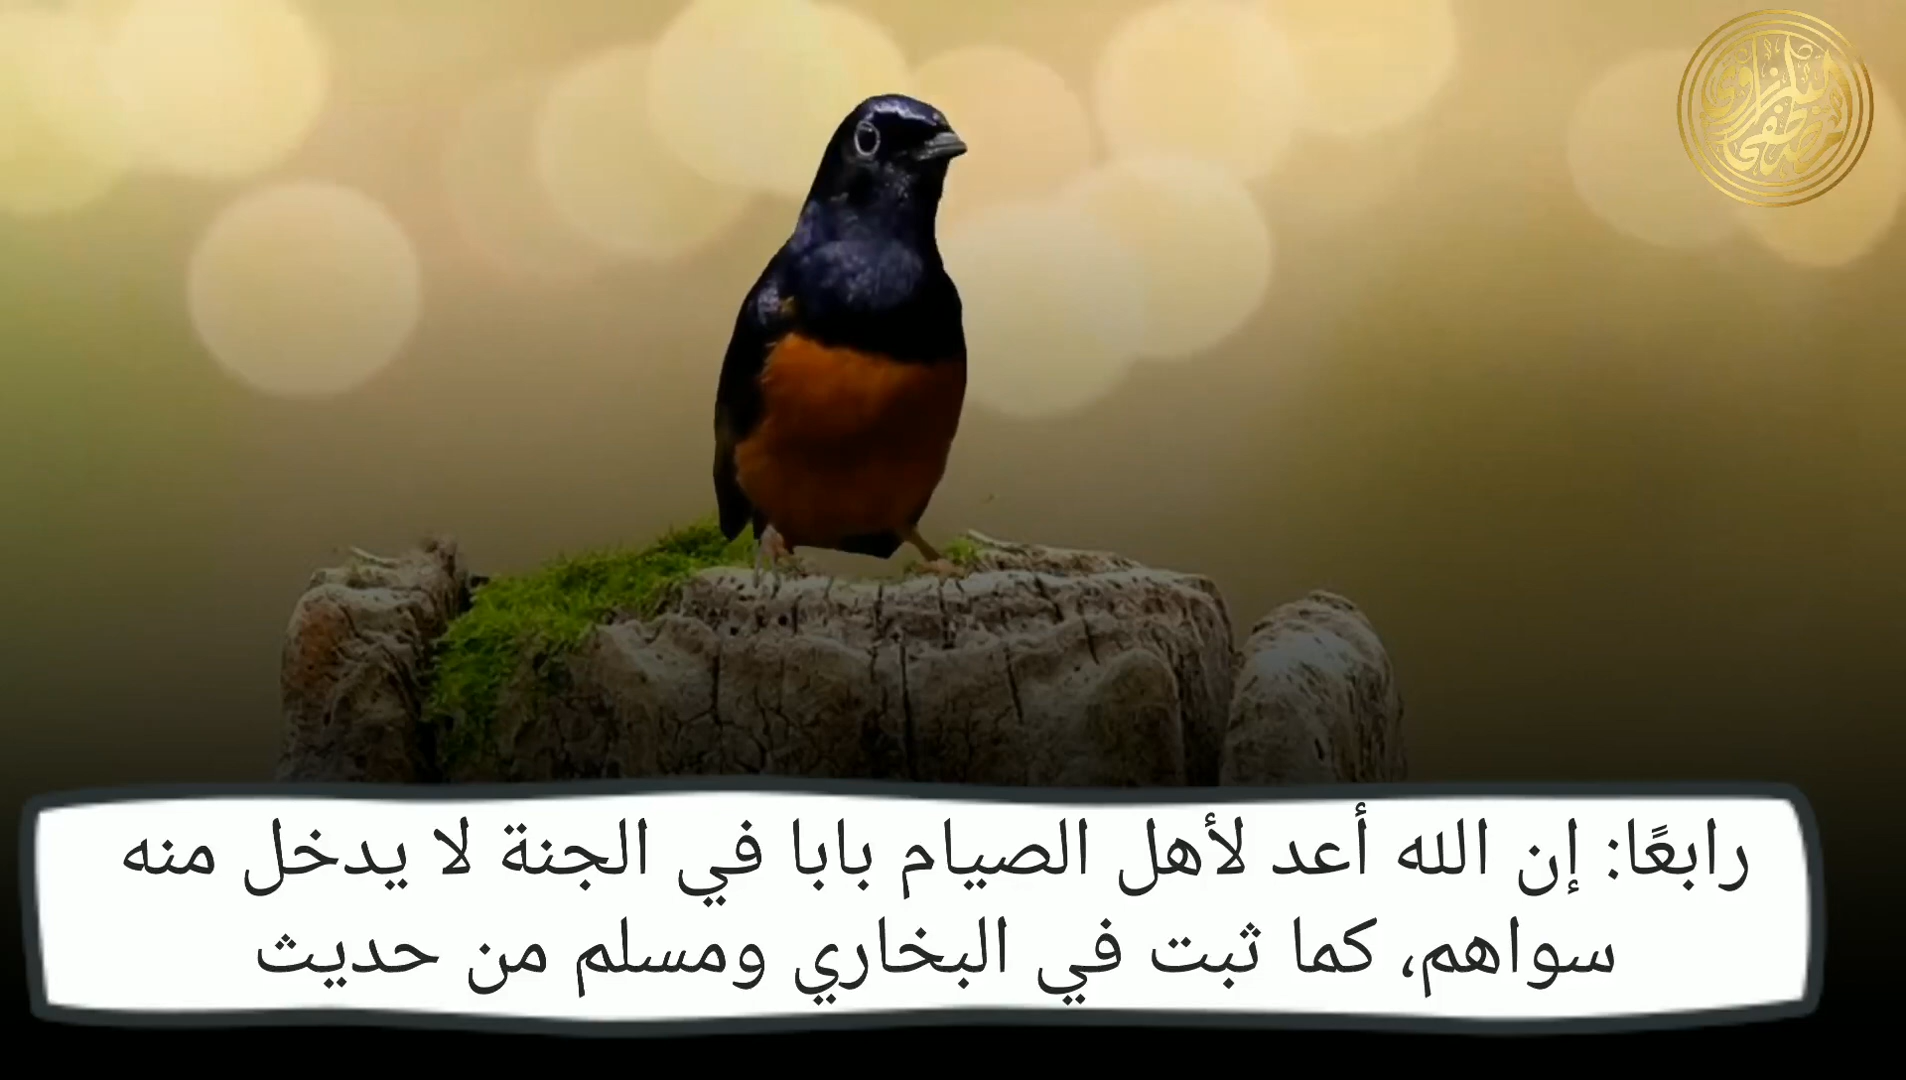 رابعًا: إن الله أعد لأهل الصيام بابا في الجنة لا يدخل منه
سواهم، كما ثبت في البخاري ومسلم من حديث